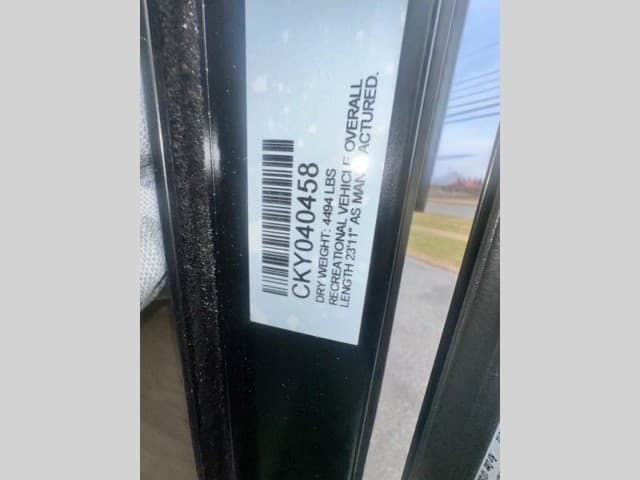 CKY040458
DRY WEIGHT: 4494 LBS
RECREATIONAL VEHICLE OVERALL
LENGTH 23'11" AS MANUFACTURED.